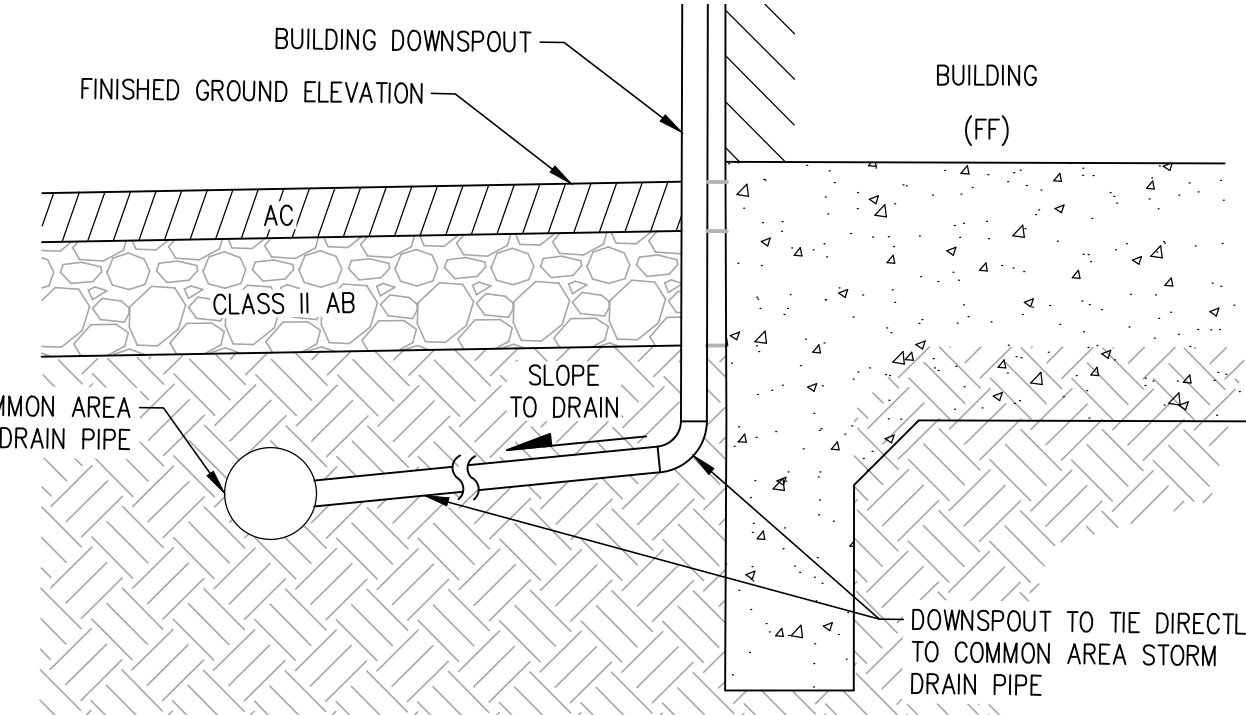 BUILDING DOWNSPOUT
FINISHED GROUND ELEVATION
BUILDING
(FF)
AC
CLASS II AB
SLOPE
TO DRAIN
AREA
DRAIN PIPE
DOWNSPOUT TO TIE
TO COMMON AREA STORM
DRAIN PIPE